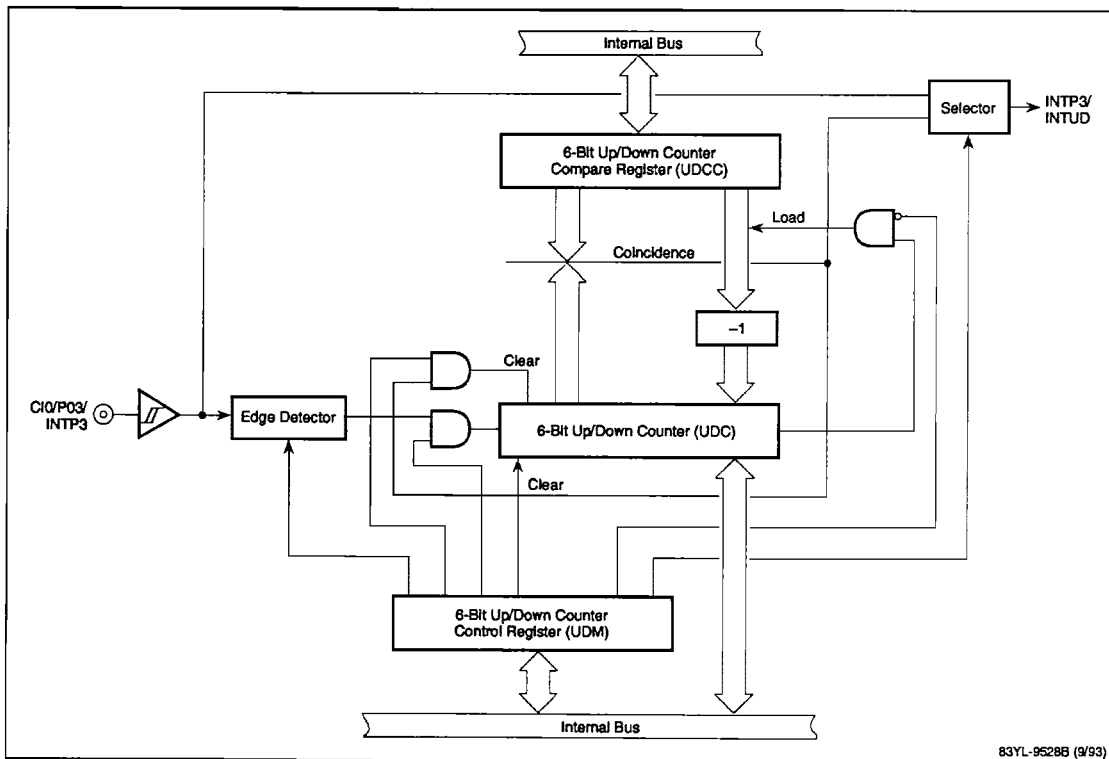 Internal Bus
Selector
INTP3/
INTUD
6-Bit Up/Down Counter
Compare Register (UDCC)
Load
Coincidence
–1
Clear
CI0/P03/
INTP3
Edge Detector
6-Bit Up/Down Counter (UDC)
Clear
6-Bit Up/Down Counter
Control Register (UDM)
Internal Bus
83YL-9528B (9/93)